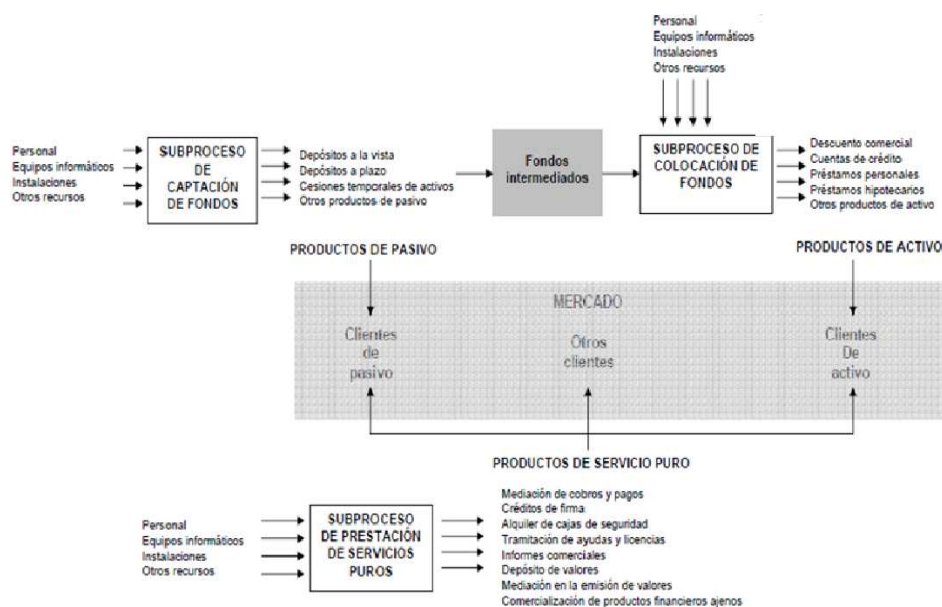 Personal
Equipos informáticos
Instalaciones
Otros recursos
Personal
Equipos informáticos
Instalaciones
Otros recursos
SUBPROCESO
DE
CAPTACIÓN
DE FONDOS
Depósitos a la vista
Depósitos a plazo
Cesiones temporales de activos
Otros productos de pasivo
Fondos
intermediados
SUBPROCESO DE
COLOCACIÓN DE
FONDOS
Descuento comercial
Cuentas de crédito
Préstamos personales
Préstamos hipotecarios
Otros productos de activo
PRODUCTOS DE PASIVO
PRODUCTOS DE ACTIVO
MERCADO
Clientes
de
pasivo
Otros
clientes
Clientes
De
activo
PRODUCTOS DE SERVICIO PURO
Personal
Equipos informáticos
Instalaciones
Otros recursos
SUBPROCESO
DE PRESTACIÓN
DE SERVICIOS
PUROS
Mediación de cobros y pagos
Créditos de firma
Alquiler de cajas de seguridad
Tramitación de ayudas y licencias
Informes comerciales
Depósito de valores
Mediación en la emisión de valores
Comercialización de productos financieros ajenos